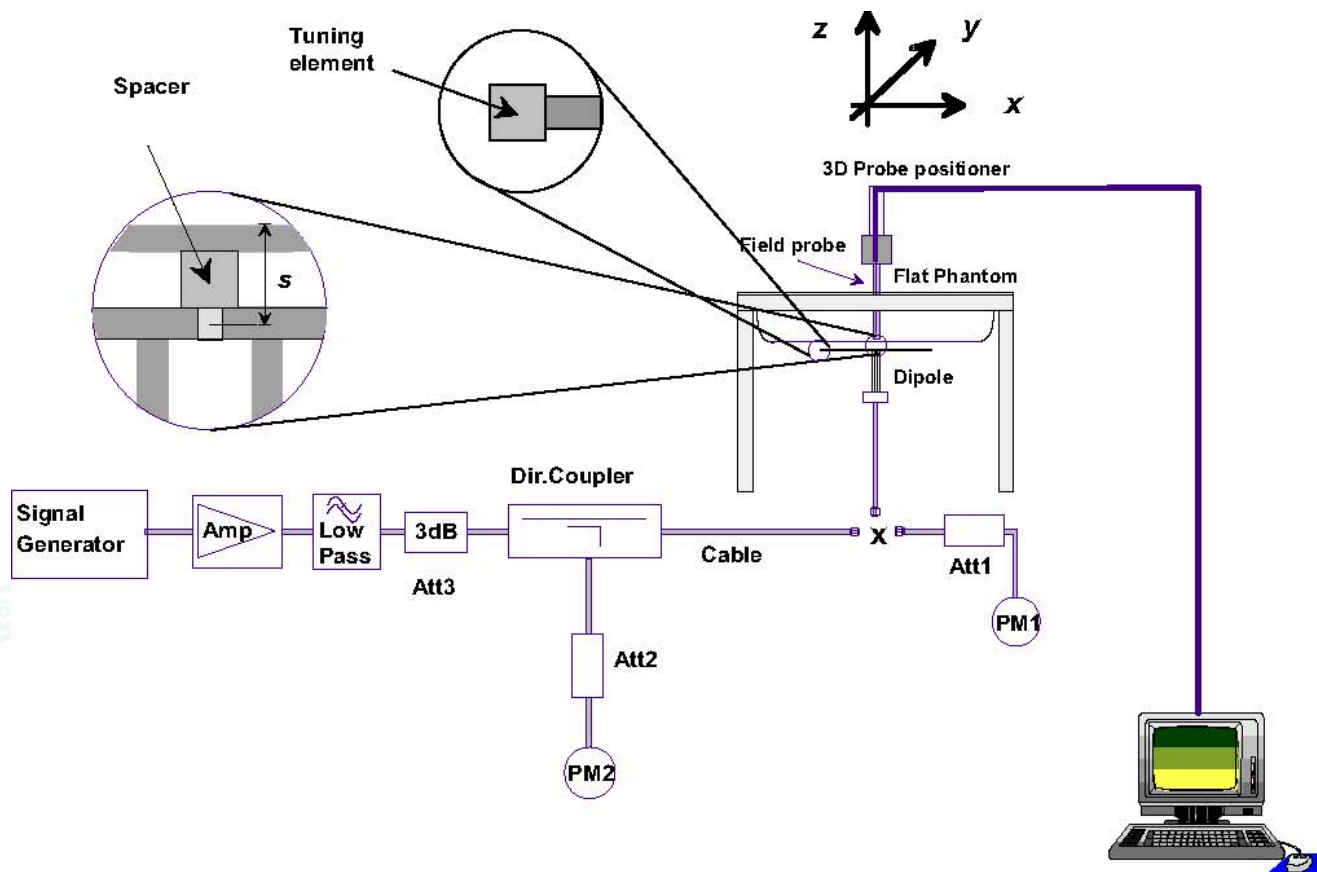 Tuning
element
z
y
Spacer
x
3D Probe positioner
Field probe
s
Flat Phantom
Dipole
Dir.Coupler
Signal
Generator
Amp
Low
Pass
3dB
Att3
Cable
X
Att1
PM1
Att2
PM2